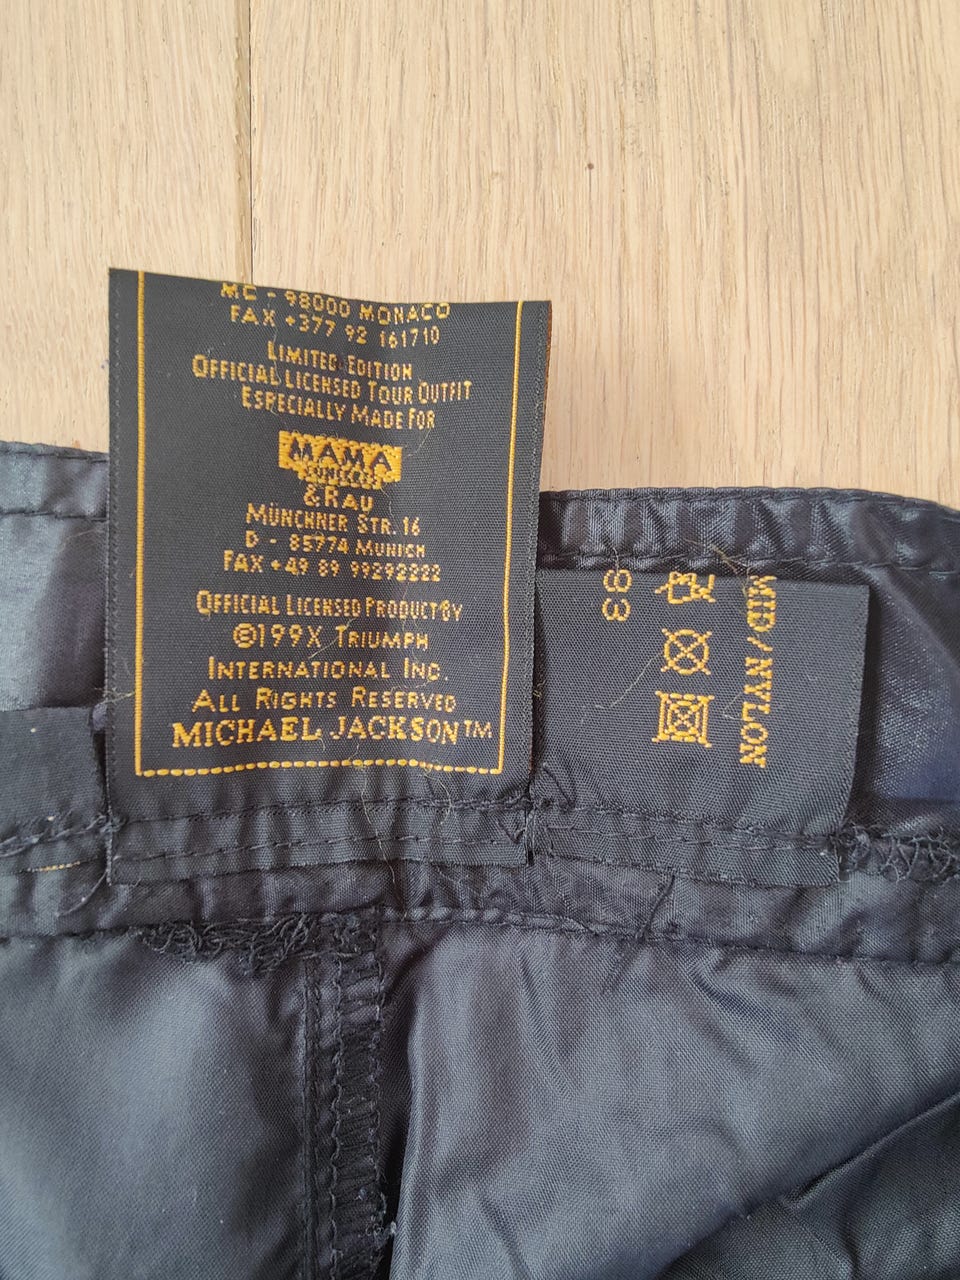 MC - 98000 MONACO
FAX +377 92 161710
LIMITED EDITION
OFFICIAL LICENSED TOUR OUTFIT
ESPECIALLY MADE FOR
MAMA
& RAU
MÜNCHNER STR. 16
D - 85774 MUNICH
FAX +49 89 99292222
OFFICIAL LICENSED PRODUCT BY
©199X TRIUMPH
INTERNATIONAL INC.
ALL RIGHTS RESERVED
MICHAEL JACKSON™
MID / NYLON
93